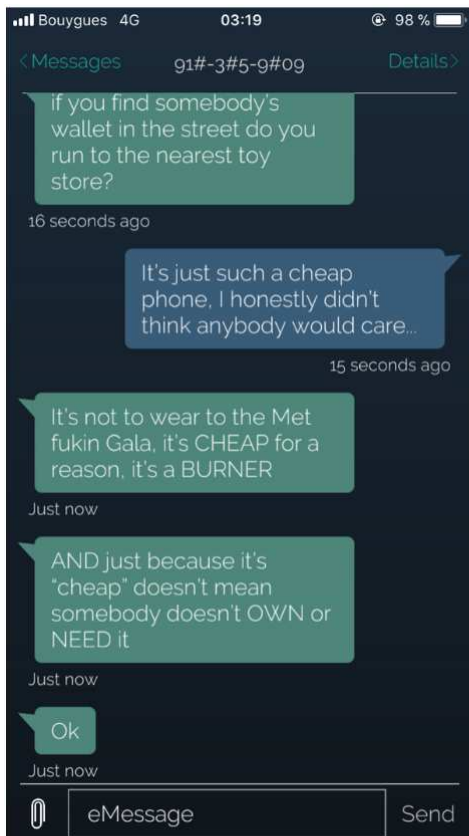 Bouygues 4G 03:19 98 %
<Messages 91#-3#5-9#09 Details>
if you find somebody's
wallet in the street do you
run to the nearest toy
store?
16 seconds ago
It's just such a cheap
phone, I honestly didn't
think anybody would care...
15 seconds ago
It's not to wear to the Met
fukin Gala, it's CHEAP for a
reason, it's a BURNER
Just now
AND just because it's
“cheap” doesn't mean
somebody doesn't OWN or
NEED it
Just now
Ok
Just now
eMessage Send